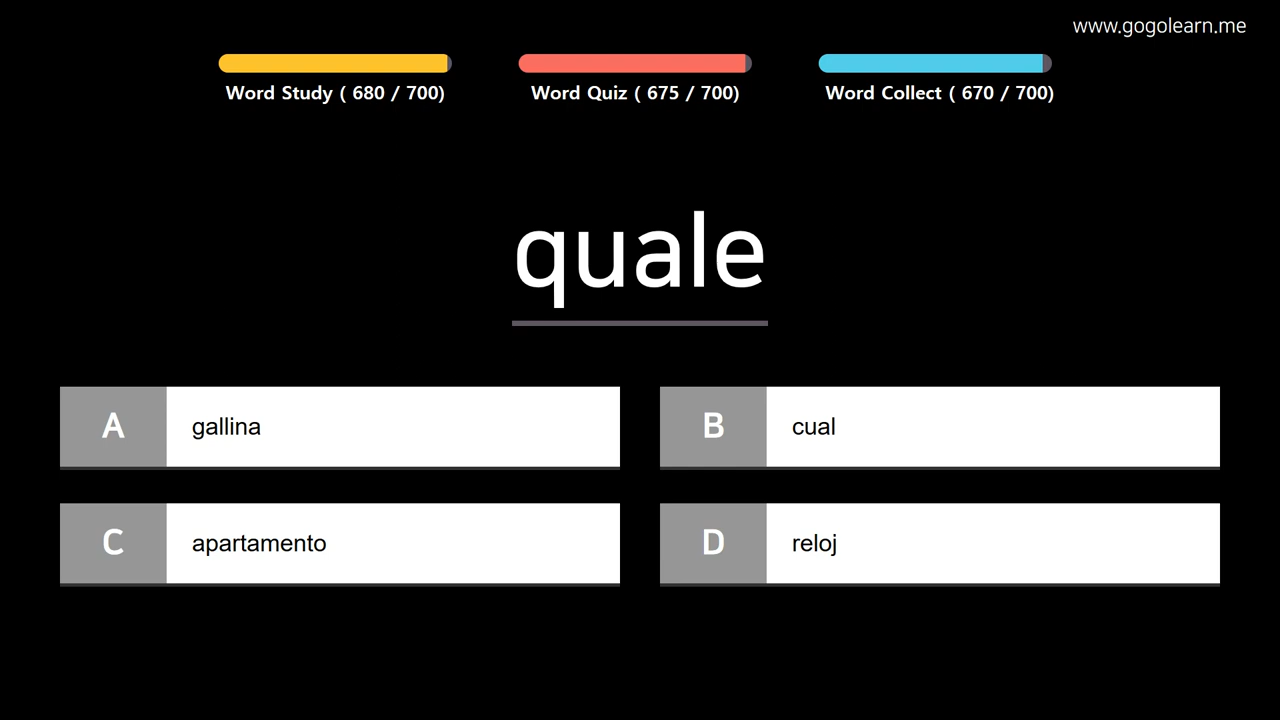 www.gogolearn.me
Word Study ( 680 / 700)
Word Quiz ( 675 / 700)
Word Collect ( 670 / 700)
quale
A
gallina
B
cual
C
apartamento
D
reloj